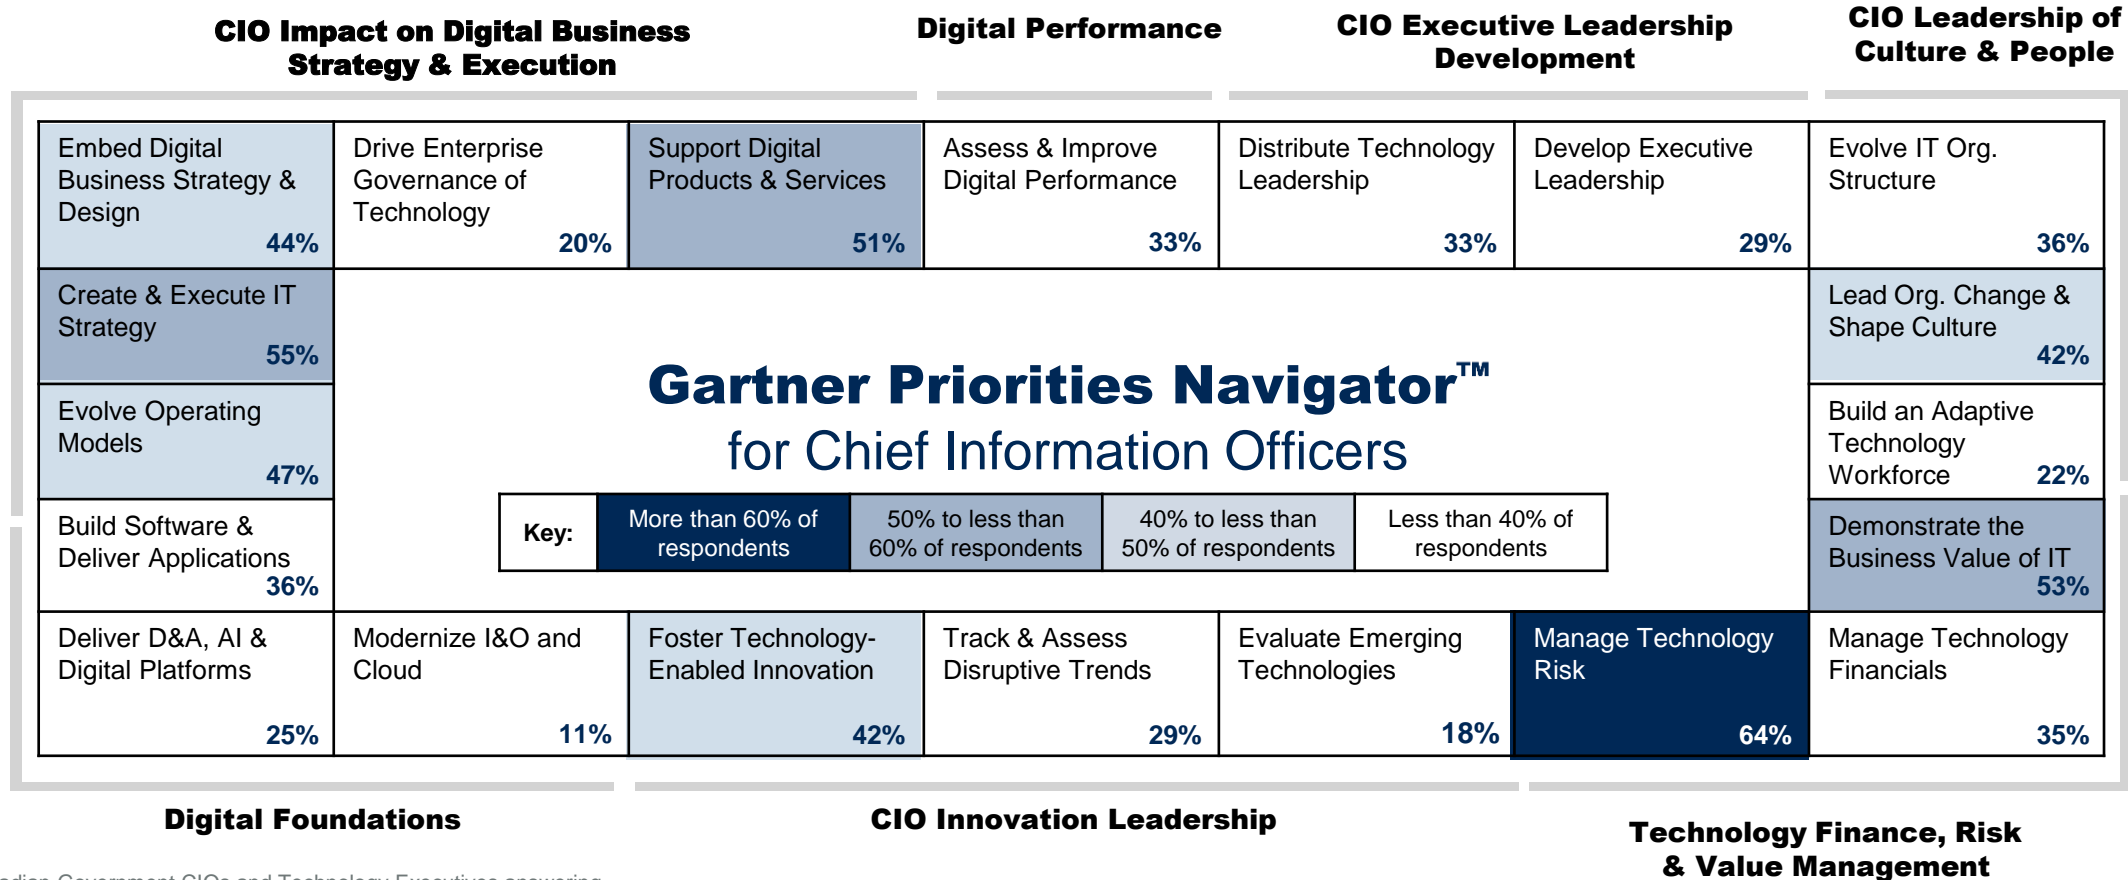 CIO Impact on Digital Business
Strategy & Execution
Digital Performance
CIO Executive Leadership
Development
CIO Leadership of
Culture & People
Embed Digital
Business Strategy &
Design
44%
Drive Enterprise
Governance of
Technology
20%
Support Digital
Products & Services
51%
Assess & Improve
Digital Performance
33%
Distribute Technology
Leadership
33%
Develop Executive
Leadership
29%
Evolve IT Org.
Structure
36%
Create & Execute IT
Strategy
55%
Lead Org. Change &
Shape Culture
42%
Evolve Operating
Models
47%
Build an Adaptive
Technology
Workforce 22%
Gartner Priorities Navigator™
for Chief Information Officers
Key:
More than 60% of
respondents
50% to less than
60% of respondents
40% to less than
50% of respondents
Less than 40% of
respondents
Build Software &
Deliver Applications
36%
Demonstrate the
Business Value of IT
53%
Deliver D&A, AI &
Digital Platforms
25%
Modernize I&O and
Cloud
11%
Foster Technology-
Enabled Innovation
42%
Track & Assess
Disruptive Trends
29%
Evaluate Emerging
Technologies
18%
Manage Technology
Risk
64%
Manage Technology
Financials
35%
Digital Foundations
CIO Innovation Leadership
Technology Finance, Risk
& Value Management
Government CIOs and Technology Executives answering